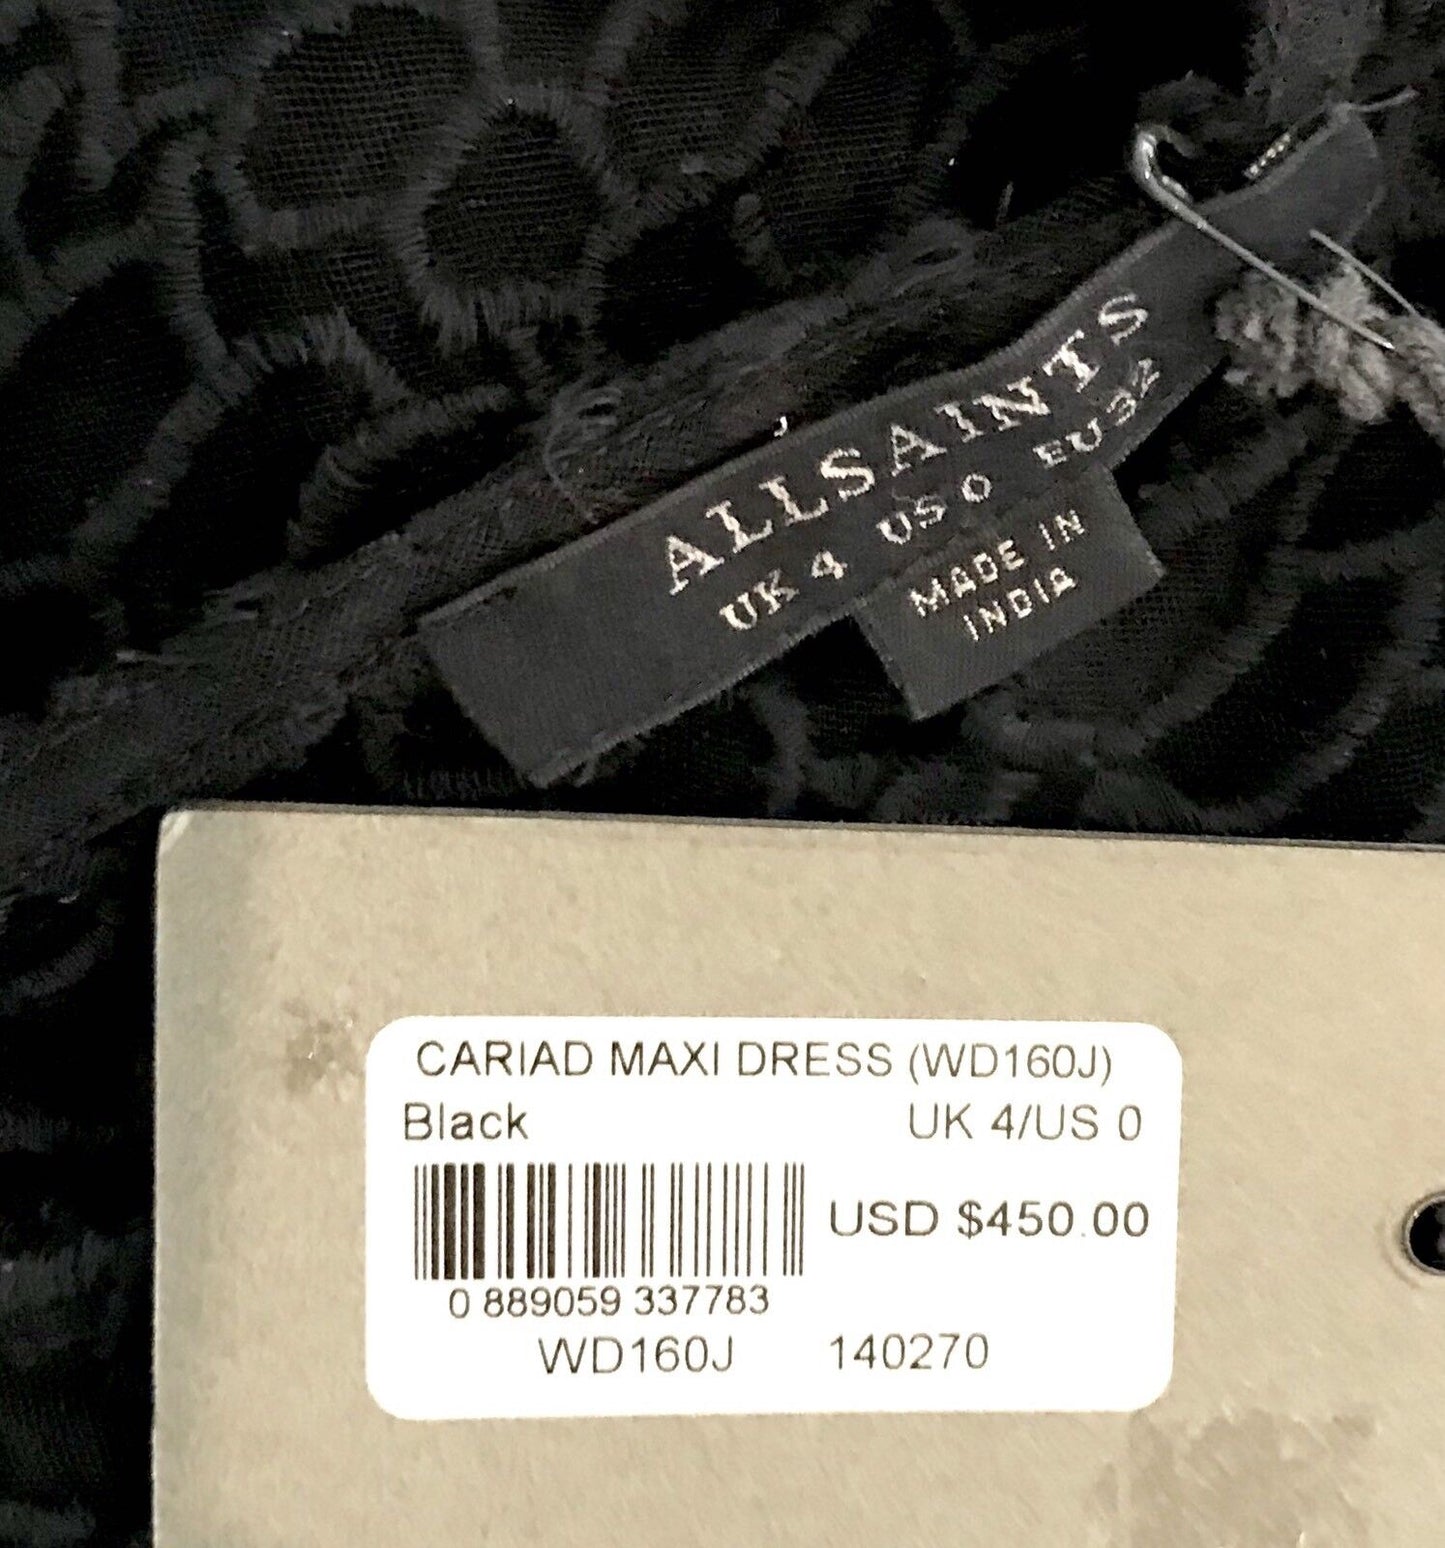 ALLSAINTS
UK 4 US 0 EU 32
MADE IN
INDIA
CARIAD MAXI DRESS (WD160J)
Black UK 4/US 0
USD $450.00
0 889059 337783
WD160J 140270